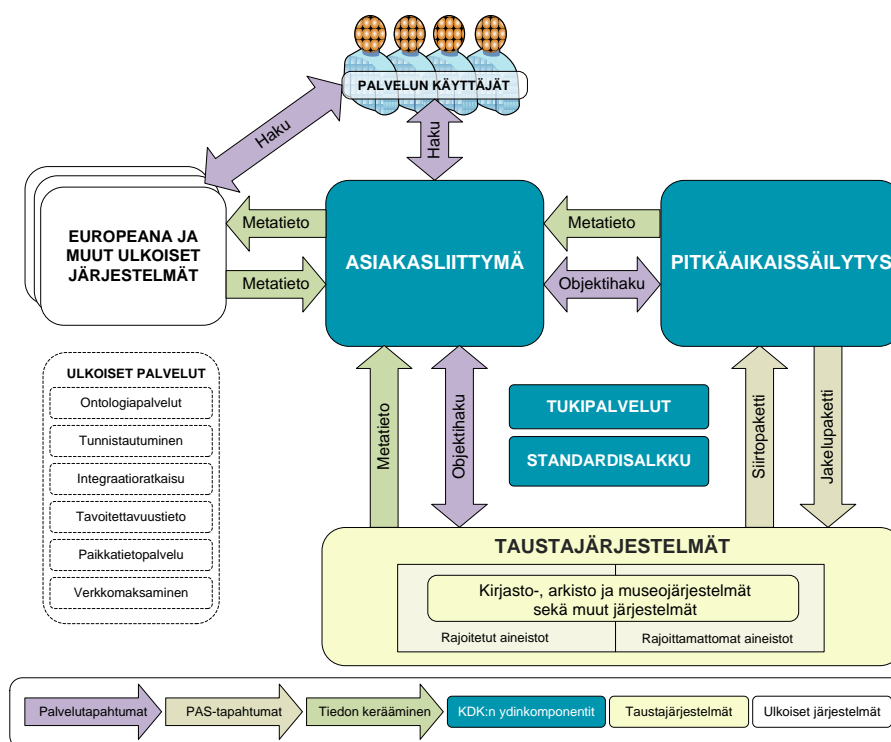 PALVELUN KÄYTTÄJÄT
Haku
Haku
EUROPEANA JA
MUUT ULKOISET
JÄRJESTELMÄT
Metatieto
Metatieto
ASIAKASLIITTYMÄ
Metatieto
Objektihaku
PITKÄAIKAISSÄILYTYS
ULKOISET PALVELUT
Ontologiapalvelut
Tunnistautuminen
Integraatioratkaisu
Tavoitettavuustieto
Paikkatietopalvelu
Verkkomaksaminen
Metatieto
Objektihaku
TUKIPALVELUT
STANDARDISALKKU
Siirtopaketti
Jakelupaketti
TAUSTAJÄRJESTELMÄT
Kirjasto-, arkisto ja museojärjestelmät
sekä muut järjestelmät
Rajoitetut aineistot
Rajoittamattomat aineistot
Palvelutapahtumat
PAS-tapahtumat
Tiedon kerääminen
KDK:n ydinkomponentit
Taustajärjestelmät
Ulkoiset järjestelmät